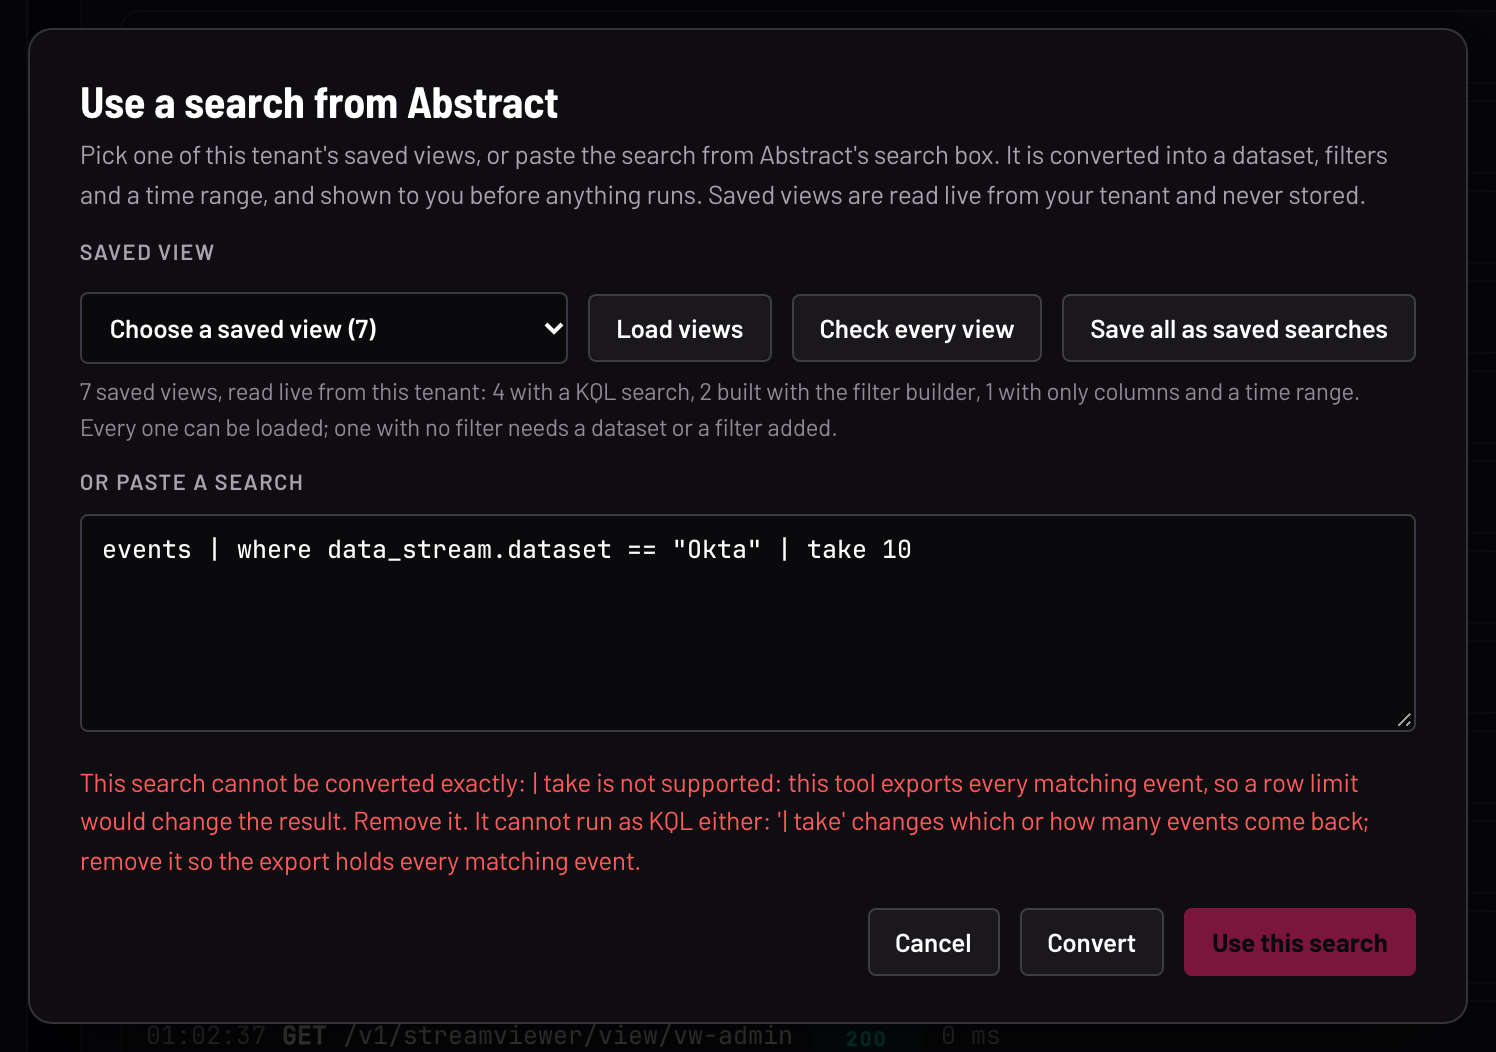 Use a search from Abstract
Pick one of this tenant's saved views, or paste the search from Abstract's search box. It is converted into a dataset, filters
and a time range, and shown to you before anything runs. Saved views are read live from your tenant and never stored.
SAVED VIEW
Choose a saved view (7)
Load views
Check every view
Save all as saved searches
7 saved views, read live from this tenant: 4 with a KQL search, 2 built with the filter builder, 1 with only columns and a time range.
Every one can be loaded; one with no filter needs a dataset or a filter added.
OR PASTE A SEARCH
events | where data_stream.dataset == "Okta" | take 10
This search cannot be converted exactly: | take is not supported: this tool exports every matching event, so a row limit
would change the result. Remove it. It cannot run as KQL either: '| take' changes which or how many events come back;
remove it so the export holds every matching event.
Cancel
Convert
Use this search
01:02:37 GET /v1/streamviewer/view/vw-admin 200 0 ms